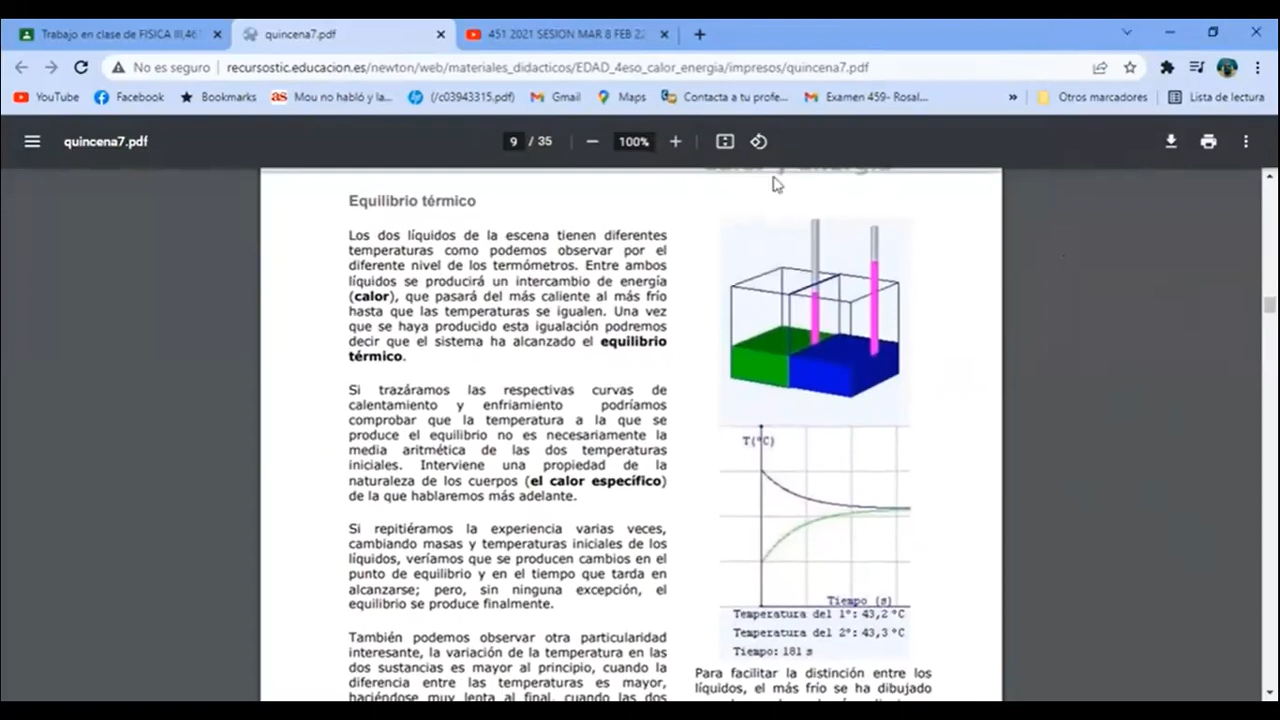 Trabajo en clase de FISICA III,46
quincena7.pdf
451 2021 SESION MAR 8 FEB 22
No es seguro
recursostic.educacion.es/newton/web/materiales_didacticos/EDAD_4eso_calor_energia/impresos/quincena7.pdf
YouTube
Facebook
Bookmarks
as Mou no habló y la...
(/c03943315.pdf)
Gmail
Maps
Contacta a tu profe...
Examen 459- Rosal...
»
Otros marcadores
Lista de lectura
quincena7.pdf
9 / 35
100%
Equilibrio térmico
Los dos líquidos de la escena tienen diferentes
temperaturas como podemos observar por el
diferente nivel de los termómetros. Entre ambos
líquidos se producirá un intercambio de energía
(calor), que pasará del más caliente al más frío
hasta que las temperaturas se igualen. Una vez
que se haya producido esta igualación podremos
decir que el sistema ha alcanzado el equilibrio
térmico.
Si trazáramos las respectivas curvas de
calentamiento y enfriamiento podríamos
comprobar que la temperatura a la que se
produce el equilibrio no es necesariamente la
media aritmética de las dos temperaturas
iniciales. Interviene una propiedad de la
naturaleza de los cuerpos (el calor específico)
de la que hablaremos más adelante.
Si repitiéramos la experiencia varias veces,
cambiando masas y temperaturas iniciales de los
líquidos, veríamos que se producen cambios en el
punto de equilibrio y en el tiempo que tarda en
alcanzarse; pero, sin ninguna excepción, el
equilibrio se produce finalmente.
También podemos observar otra particularidad
interesante, la variación de la temperatura en las
dos sustancias es mayor al principio, cuando la
diferencia entre las temperaturas es mayor,
haciéndose muy lenta al final, cuando las dos
T(°C)
Tiempo (s)
Temperatura del 1º: 43,2 °C
Temperatura del 2º: 43,3 °C
Tiempo: 181 s
Para facilitar la distinción entre los
líquidos, el más frío se ha dibujado